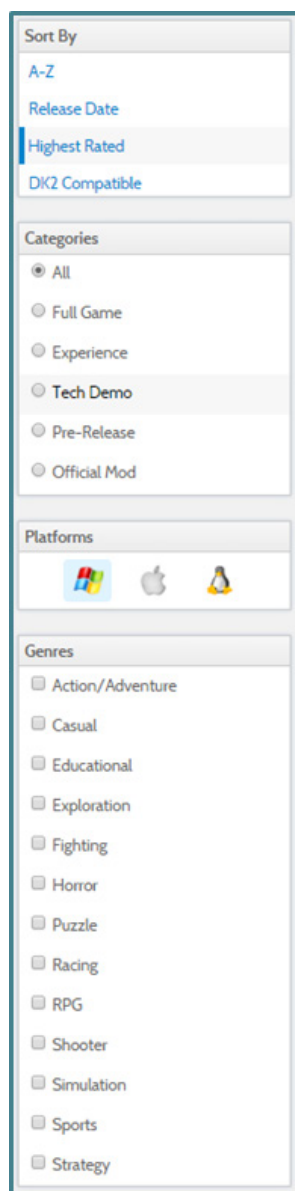 Sort By
A-Z
Release Date
Highest Rated
DK2 Compatible
Categories
All
Full Game
Experience
Tech Demo
Pre-Release
Official Mod
Platforms
Genres
Action/Adventure
Casual
Educational
Exploration
Fighting
Horror
Puzzle
Racing
RPG
Shooter
Simulation
Sports
Strategy